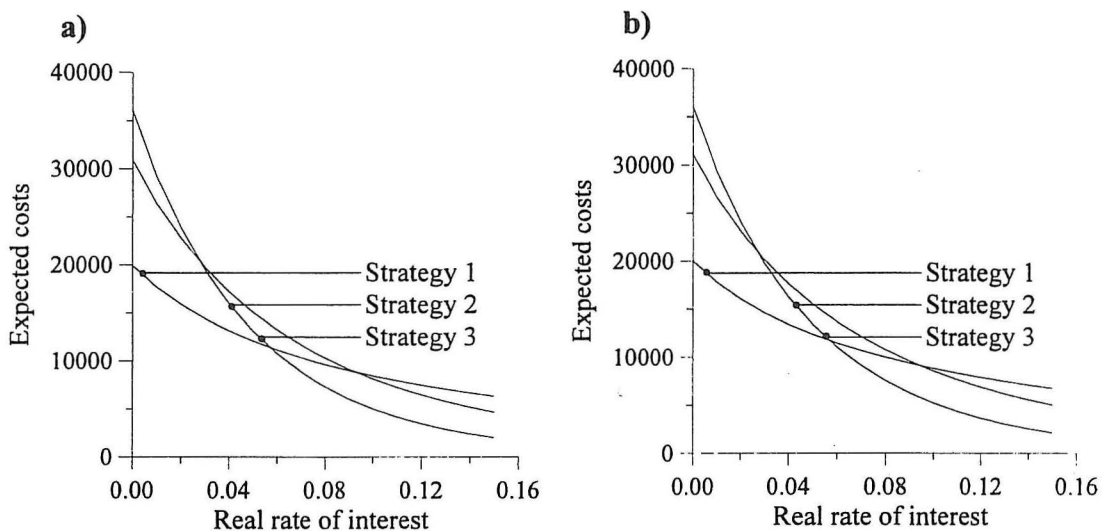 a)
40000
30000
20000
10000
0
Expected costs
Strategy 1
Strategy 2
Strategy 3
0.00 0.04 0.08 0.12 0.16
Real rate of interest
b)
40000
30000
20000
10000
0
Expected costs
Strategy 1
Strategy 2
Strategy 3
0.00 0.04 0.08 0.12 0.16
Real rate of interest